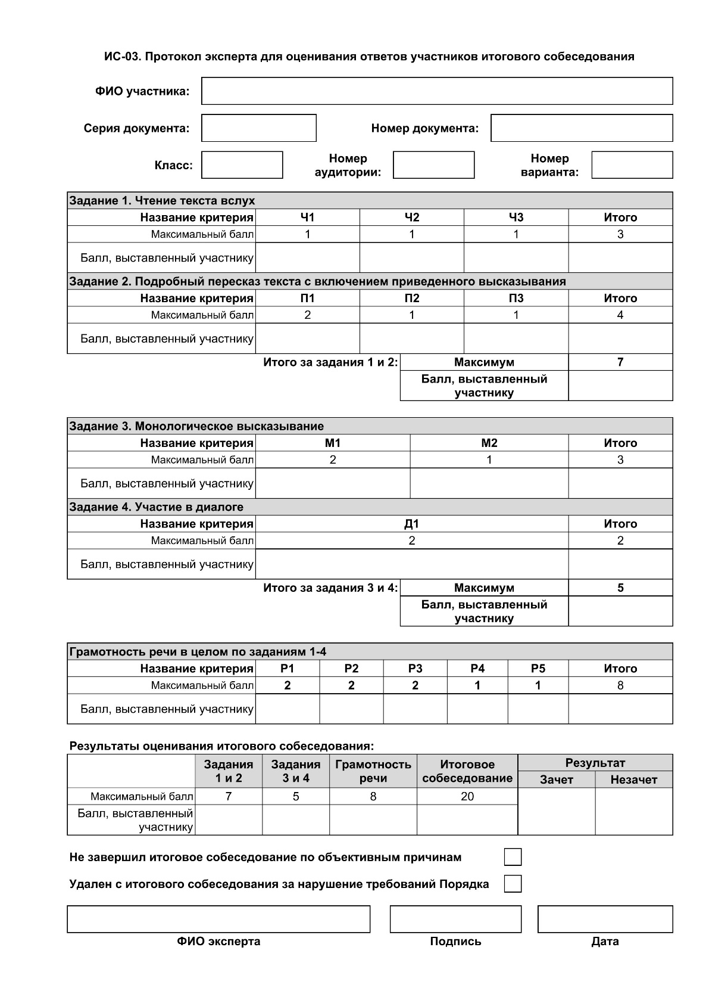 ИС-03. Протокол эксперта для оценивания ответов участников итогового собеседования
ФИО участника:
Серия документа: Номер документа:
Класс: Номер аудитории: Номер варианта:
Задание 1. Чтение текста вслух
Название критерия Ч1 Ч2 Ч3 Итого
Максимальный балл 1 1 1 3
Балл, выставленный участнику
Задание 2. Подробный пересказ текста с включением приведенного высказывания
Название критерия П1 П2 П3 Итого
Максимальный балл 2 1 1 4
Балл, выставленный участнику
Итого за задания 1 и 2: Максимум 7
Балл, выставленный
участнику
Задание 3. Монологическое высказывание
Название критерия М1 М2 Итого
Максимальный балл 2 1 3
Балл, выставленный участнику
Задание 4. Участие в диалоге
Название критерия Д1 Итого
Максимальный балл 2 2
Балл, выставленный участнику
Итого за задания 3 и 4: Максимум 5
Балл, выставленный
участнику
Грамотность речи в целом по заданиям 1-4
Название критерия Р1 Р2 Р3 Р4 Р5 Итого
Максимальный балл 2 2 2 1 1 8
Балл, выставленный участнику
Результаты оценивания итогового собеседования:
Задания 1 и 2 Задания 3 и 4 Грамотность речи Итоговое собеседование Результат
Зачет Незачет
Максимальный балл 7 5 8 20
Балл, выставленный
участнику
Не завершил итоговое собеседование по объективным причинам
Удален с итогового собеседования за нарушение требований Порядка
ФИО эксперта Подпись Дата